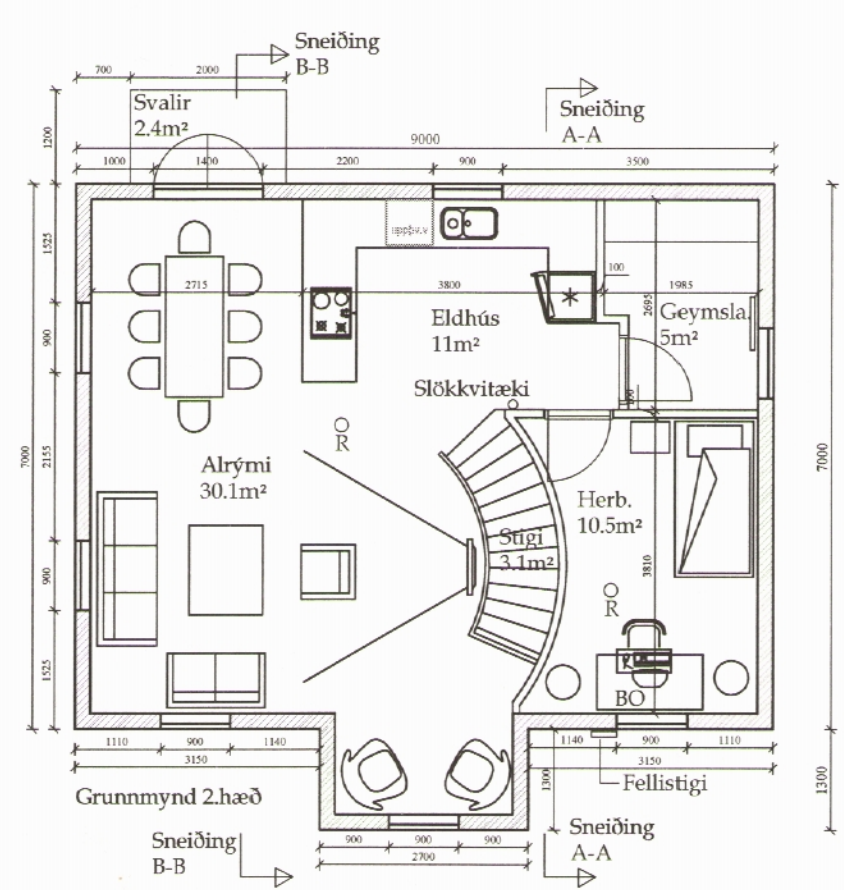 Sneiðing
B-B
700
2000
Svalir
2.4m²
Sneiðing
A-A
1200
9000
1000
1400
2200
900
3500
uppþv.v
1525
2715
3800
100
1985
2695
Eldhús
11m²
Geymsla
5m²
900
Slökkvitæki
100
R
7000
2155
Alrými
30.1m²
7000
Herb.
10.5m²
Stigi
3.1m²
3810
900
R
1525
BO
1110
900
1140
3150
1140
900
1110
3150
1300
1300
Fellistigi
Grunnmynd 2.hæð
Sneiðing
B-B
900
900
900
2700
Sneiðing
A-A